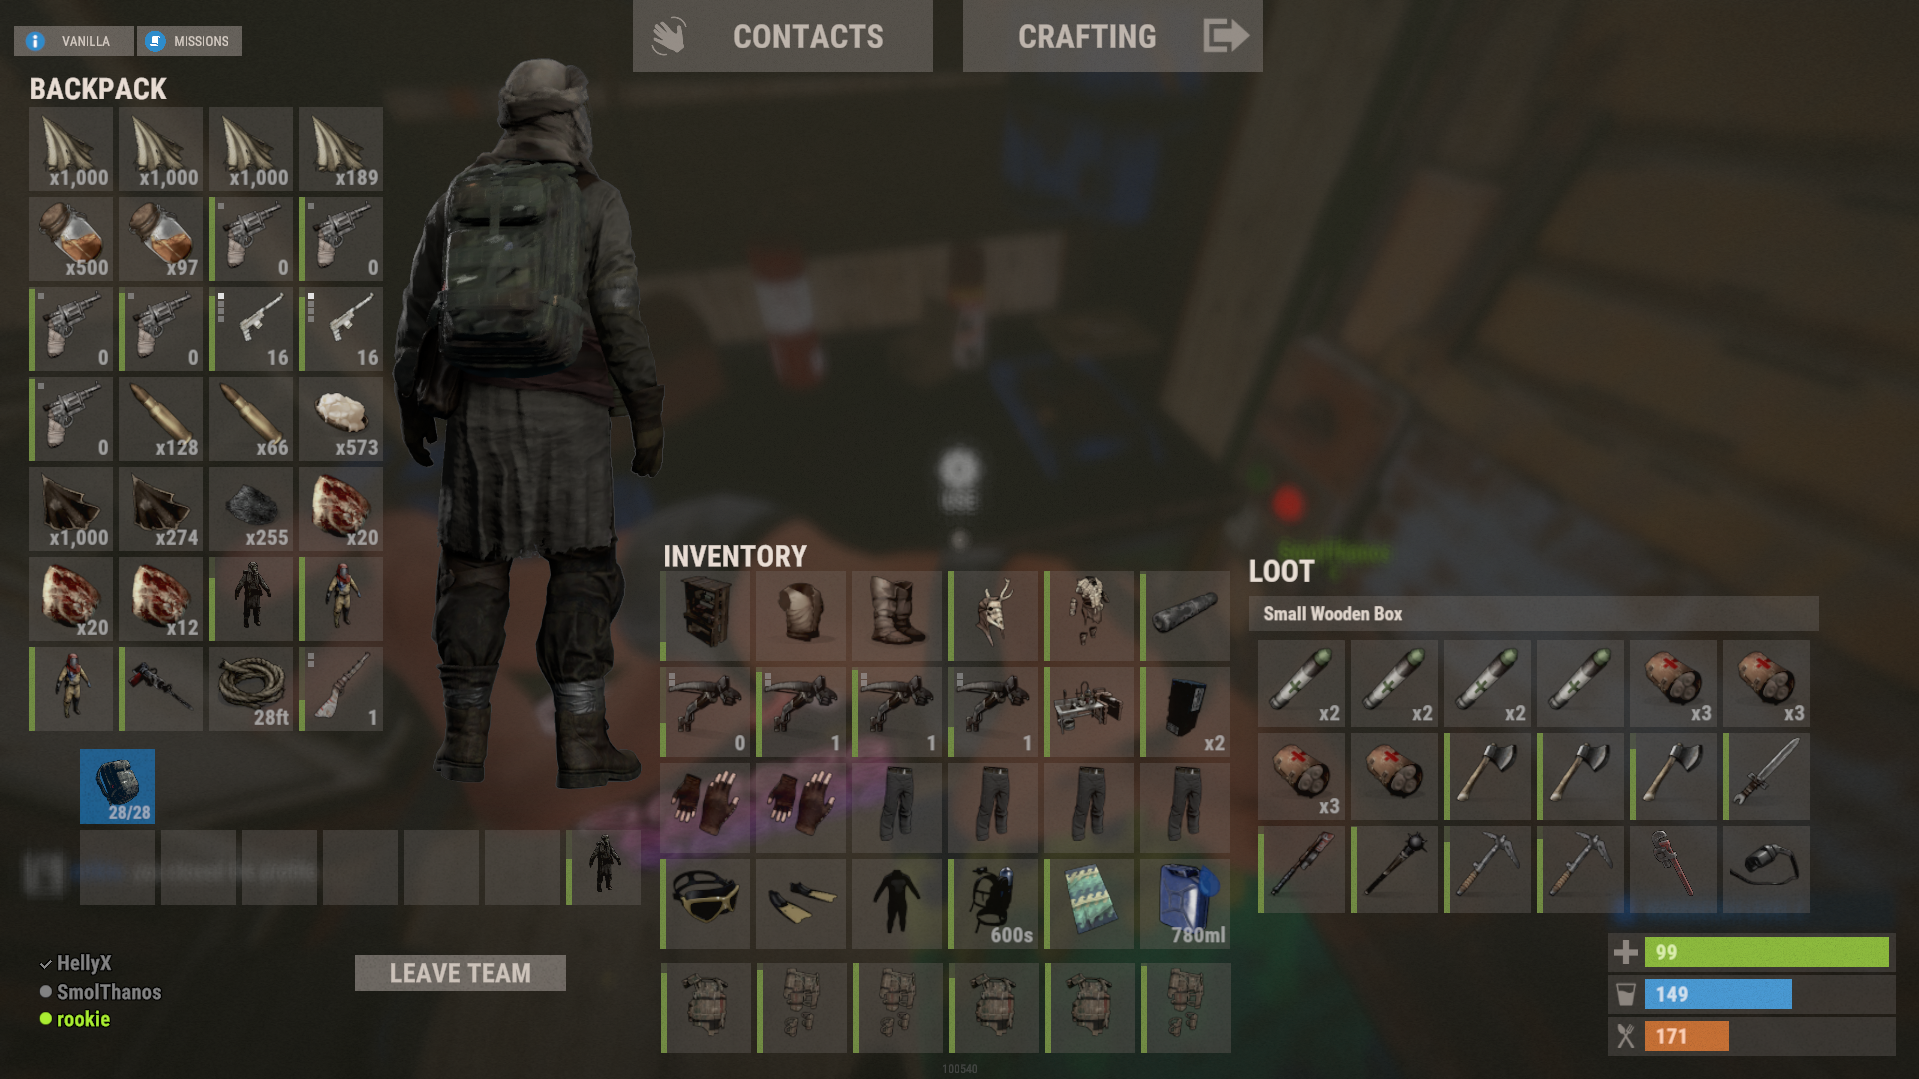 VANILLA
MISSIONS
CONTACTS
CRAFTING
BACKPACK
x1,000
x1,000
x1,000
x189
x500
x97
0
0
0
0
16
16
0
x128
x66
x573
x1,000
x274
x255
x20
x20
x12
28ft
1
28/28
USE
INVENTORY
0
1
1
1
x2
600s
780ml
SmolThanos
LOOT
Small Wooden Box
x2
x2
x2
x3
x3
x3
HellyX
SmolThanos
rookie
LEAVE TEAM
99
149
171
100540